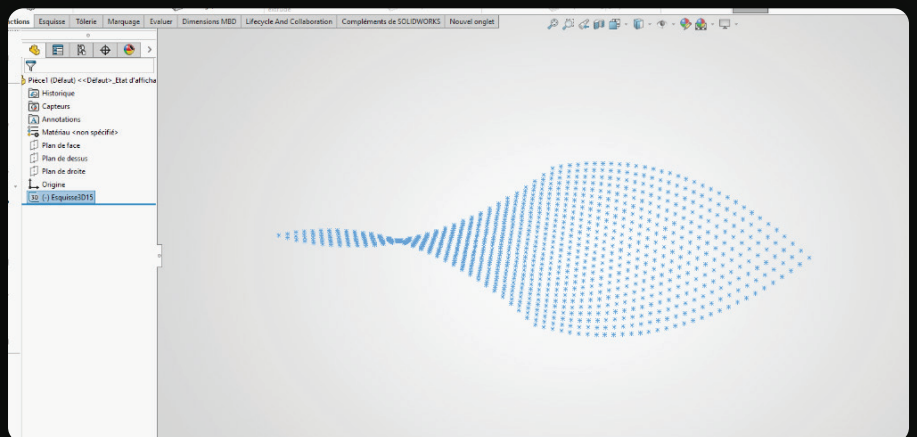 ctions Esquisse Tôlerie Marquage Evaluer Dimensions MBD Lifecycle And Collaboration Compléments de SOLIDWORKS Nouvel onglet
Pièce1 (Défaut) <<Défaut>_Etat d'afficha
Historique
Capteurs
Annotations
Matériau <non spécifié>
Plan de face
Plan de dessus
Plan de droite
Origine
3D (-) Esquisse3D15